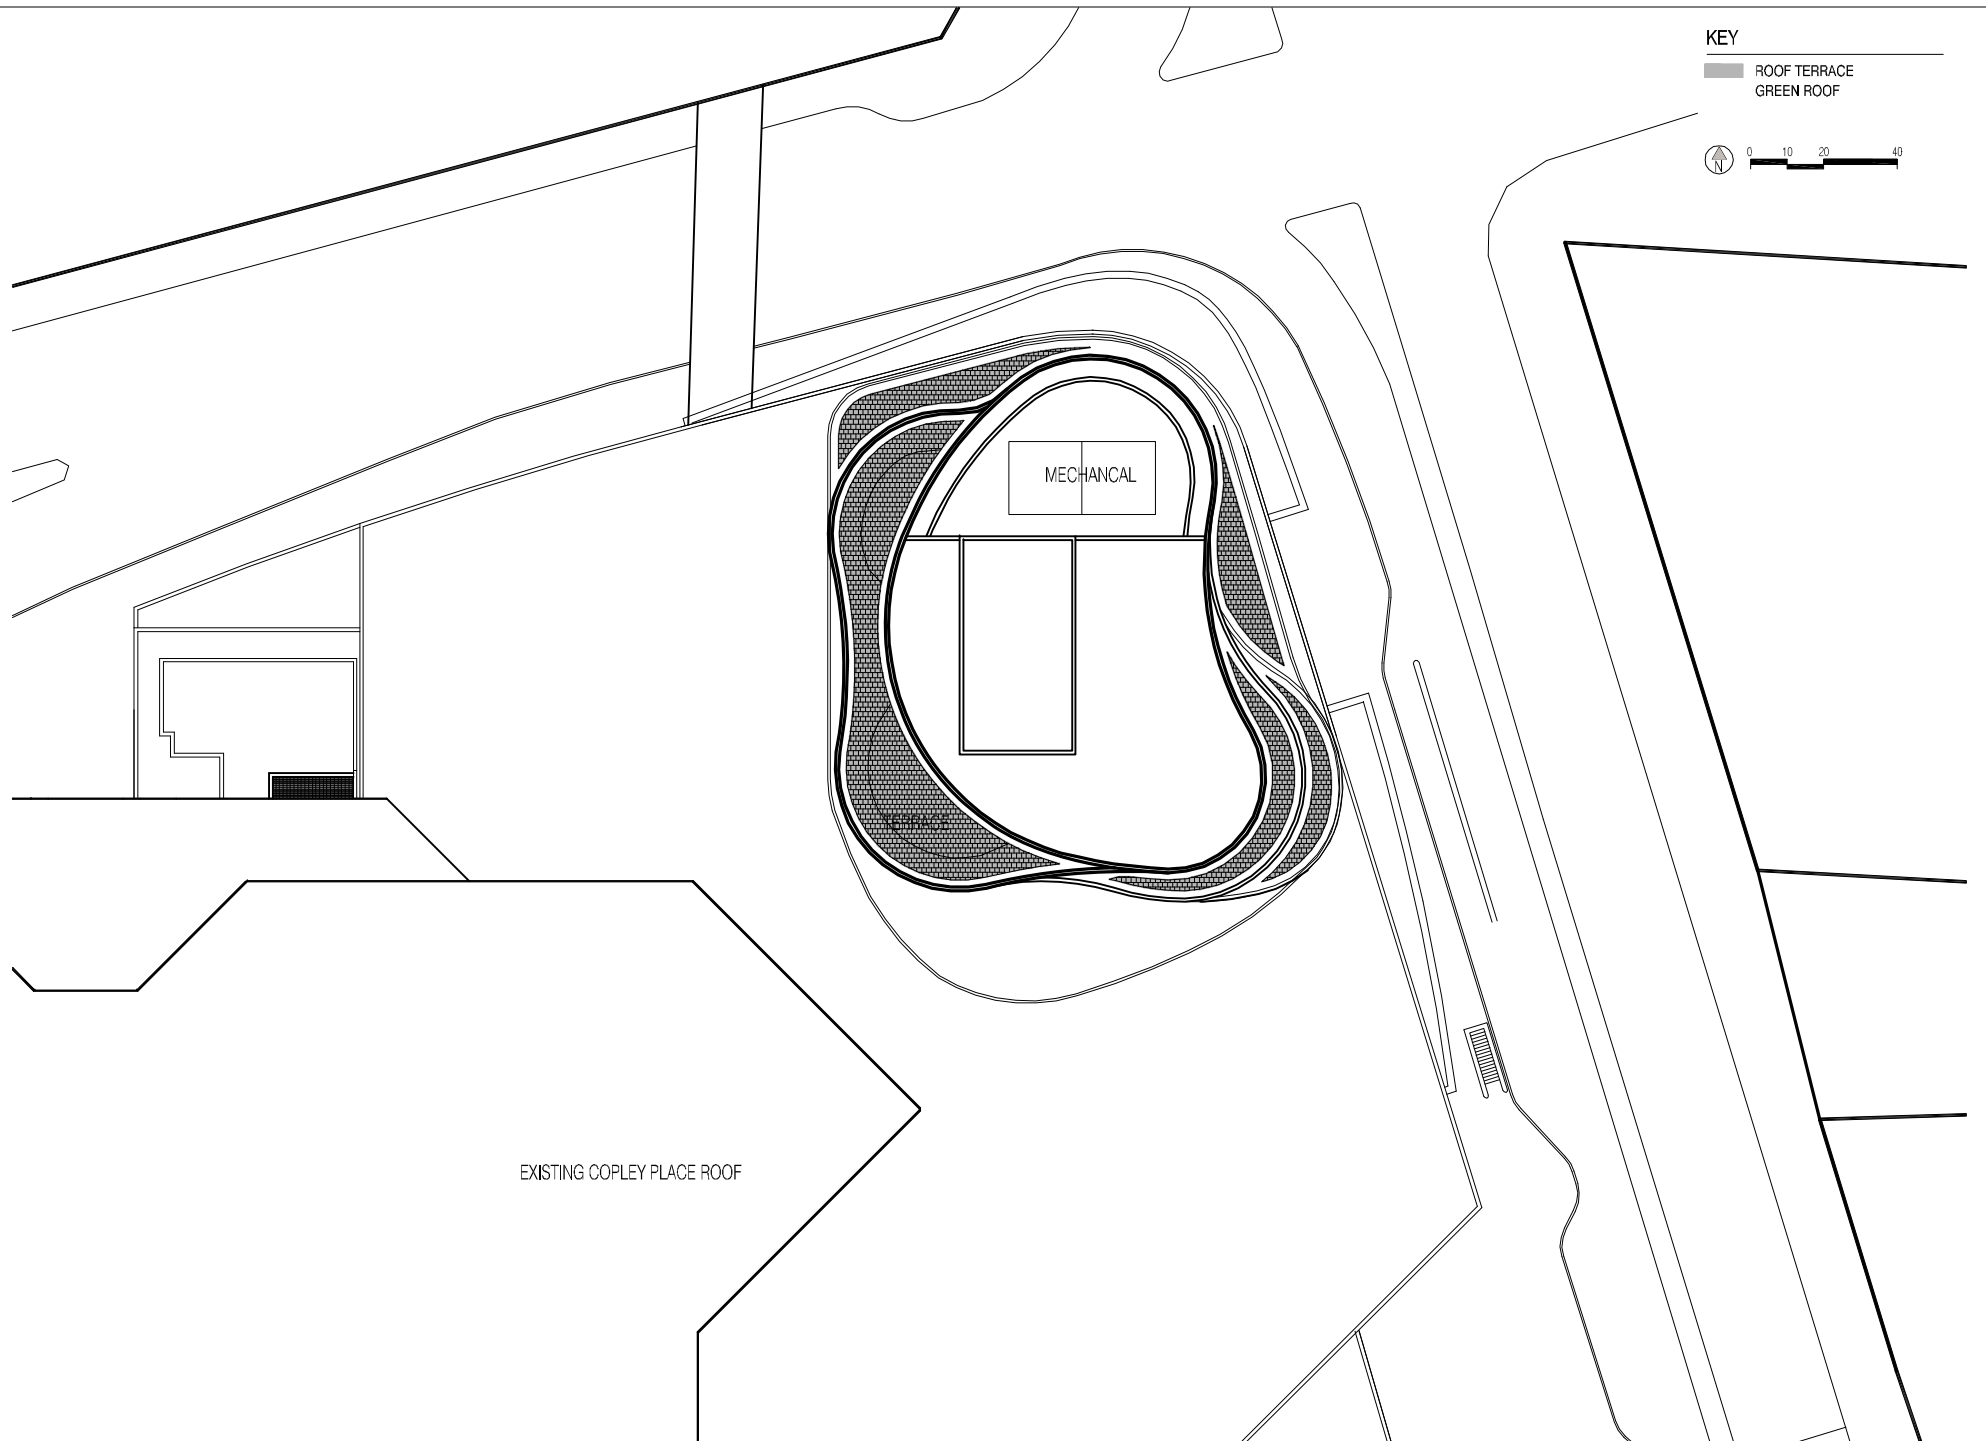 KEY
ROOF TERRACE
GREEN ROOF
N
0 10 20 40
MECHANCAL
TERRACE
EXISTING COPLEY PLACE ROOF